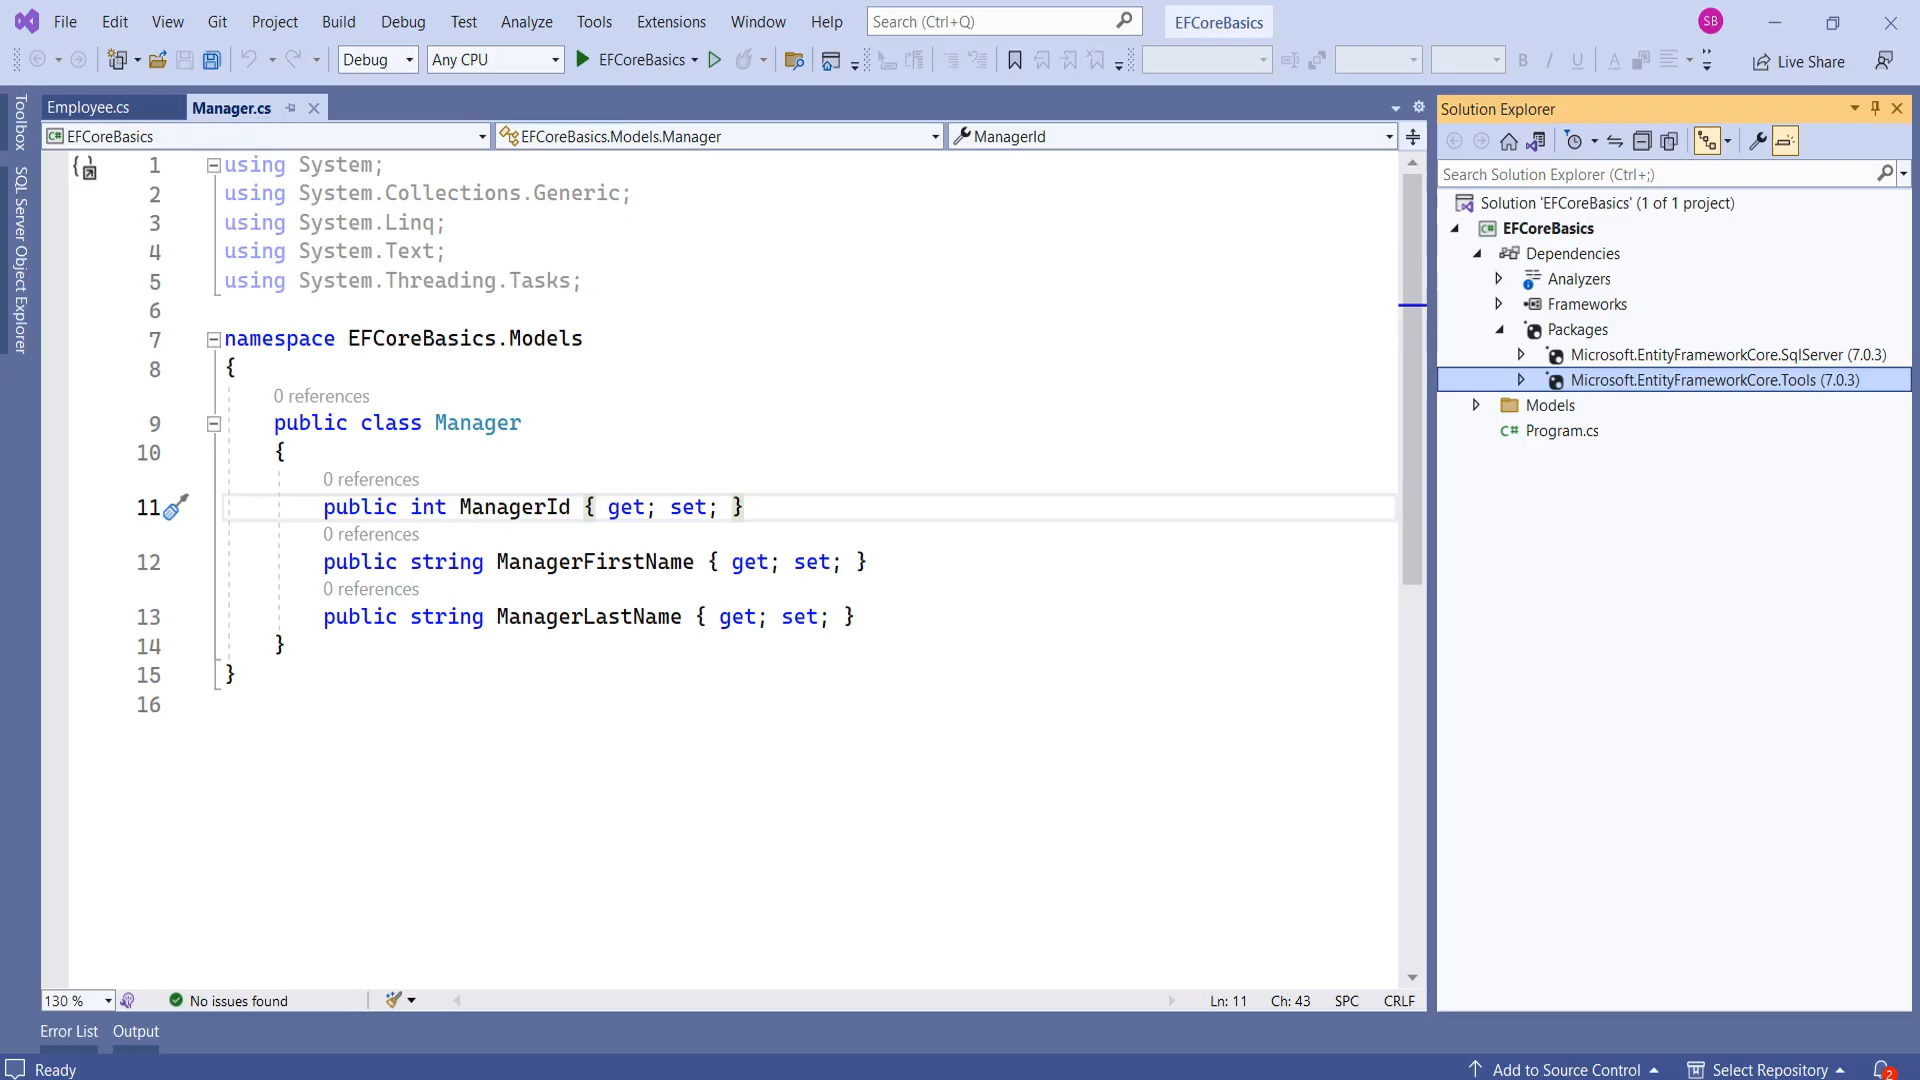 File Edit View Git Project Build Debug Test Analyze Tools Extensions Window Help Search (Ctrl+Q) EFCoreBasics SB
Debug Any CPU EFCoreBasics Live Share
Toolbox
SQL Server Object Explorer
Employee.cs Manager.cs
EFCoreBasics EFCoreBasics.Models.Manager ManagerId
1 using System;
2 using System.Collections.Generic;
3 using System.Linq;
4 using System.Text;
5 using System.Threading.Tasks;
6
7 namespace EFCoreBasics.Models
8 {
0 references
9 public class Manager
10 {
0 references
11 public int ManagerId { get; set; }
0 references
12 public string ManagerFirstName { get; set; }
0 references
13 public string ManagerLastName { get; set; }
14 }
15 }
16
130 % No issues found Ln: 11 Ch: 43 SPC CRLF
Solution Explorer
Search Solution Explorer (Ctrl+;)
Solution 'EFCoreBasics' (1 of 1 project)
C# EFCoreBasics
Dependencies
Analyzers
Frameworks
Packages
Microsoft.EntityFrameworkCore.SqlServer (7.0.3)
Microsoft.EntityFrameworkCore.Tools (7.0.3)
Models
C# Program.cs
Error List Output
Ready Add to Source Control Select Repository 2